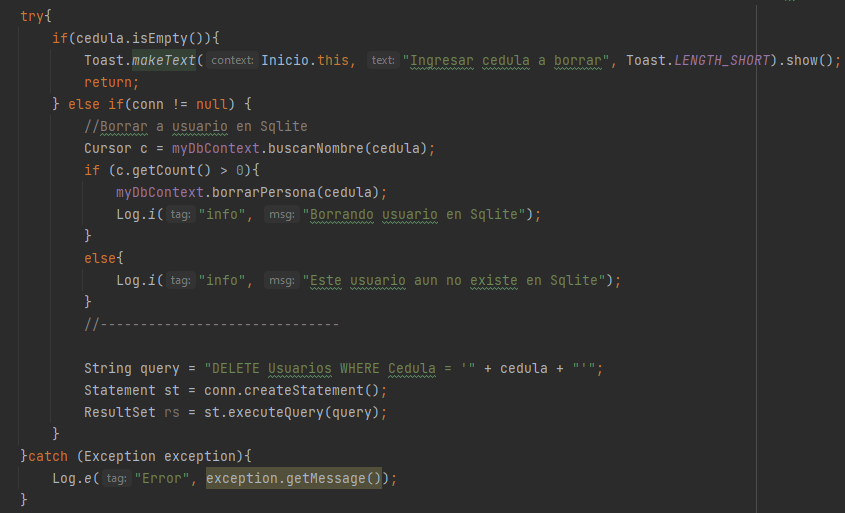 try{
if(cedula.isEmpty()){
Toast.makeText( context: Inicio.this, text: "Ingresar cedula a borrar", Toast.LENGTH_SHORT).show();
return;
} else if(conn != null) {
//Borrar a usuario en Sqlite
Cursor c = myDbContext.buscarNombre(cedula);
if (c.getCount() > 0){
myDbContext.borrarPersona(cedula);
Log.i( tag: "info", msg: "Borrando usuario en Sqlite");
}
else{
Log.i( tag: "info", msg: "Este usuario aun no existe en Sqlite");
}
//------------------------------
String query = "DELETE Usuarios WHERE Cedula = '" + cedula + "'";
Statement st = conn.createStatement();
ResultSet rs = st.executeQuery(query);
}
}catch (Exception exception){
Log.e( tag: "Error", exception.getMessage());
}